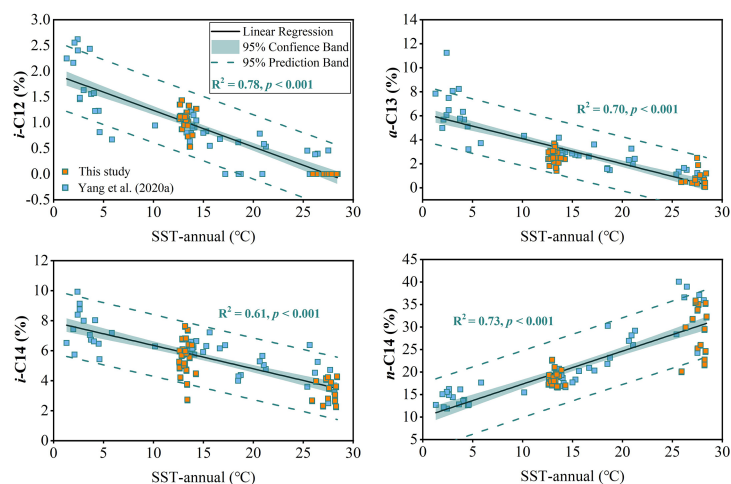 3.0
2.5
2.0
1.5
1.0
0.5
0.0
-0.5
i-C12 (%)
Linear Regression
95% Confience Band
95% Prediction Band
R² = 0.78, p < 0.001
This study
Yang et al. (2020a)
0 5 10 15 20 25 30
SST-annual (℃)
16
14
12
10
8
6
4
2
0
a-C13 (%)
R² = 0.70, p < 0.001
0 5 10 15 20 25 30
SST-annual (℃)
12
10
8
6
4
2
0
i-C14 (%)
R² = 0.61, p < 0.001
0 5 10 15 20 25 30
SST-annual (℃)
45
40
35
30
25
20
15
10
5
n-C14 (%)
R² = 0.73, p < 0.001
0 5 10 15 20 25 30
SST-annual (℃)